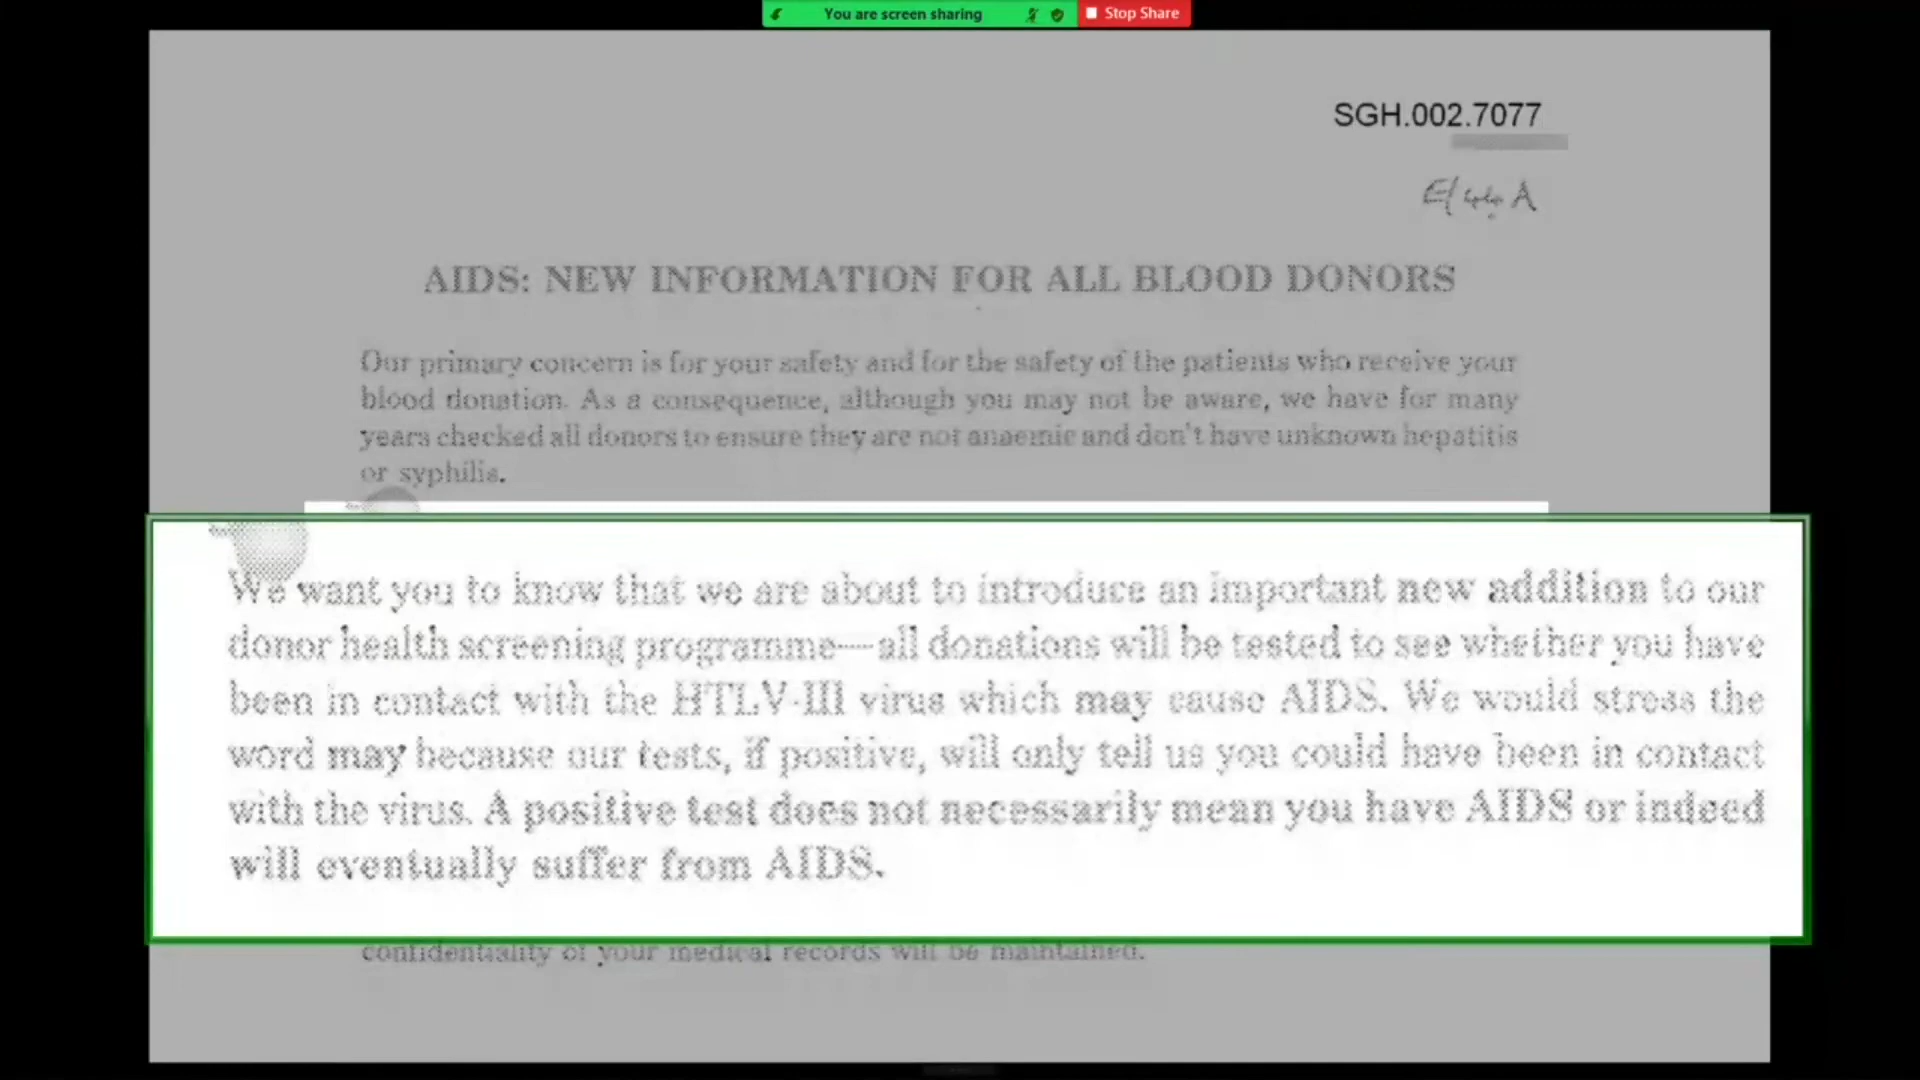 You are screen sharing
Stop Share
SGH.002.7077
E/44 A
AIDS: NEW INFORMATION FOR ALL BLOOD DONORS
Our primary concern is for your safety and for the safety of the patients who receive your
blood donation. As a consequence, although you may not be aware, we have for many
years checked all donors to ensure they are not anaemic and don't have unknown hepatitis
or syphilis.
We want you to know that we are about to introduce an important new addition to our
donor health screening programme—all donations will be tested to see whether you have
been in contact with the HTLV-III virus which may cause AIDS. We would stress the
word may because our tests, if positive, will only tell us you could have been in contact
with the virus. A positive test does not necessarily mean you have AIDS or indeed
will eventually suffer from AIDS.
confidentiality of your medical records will be maintained.